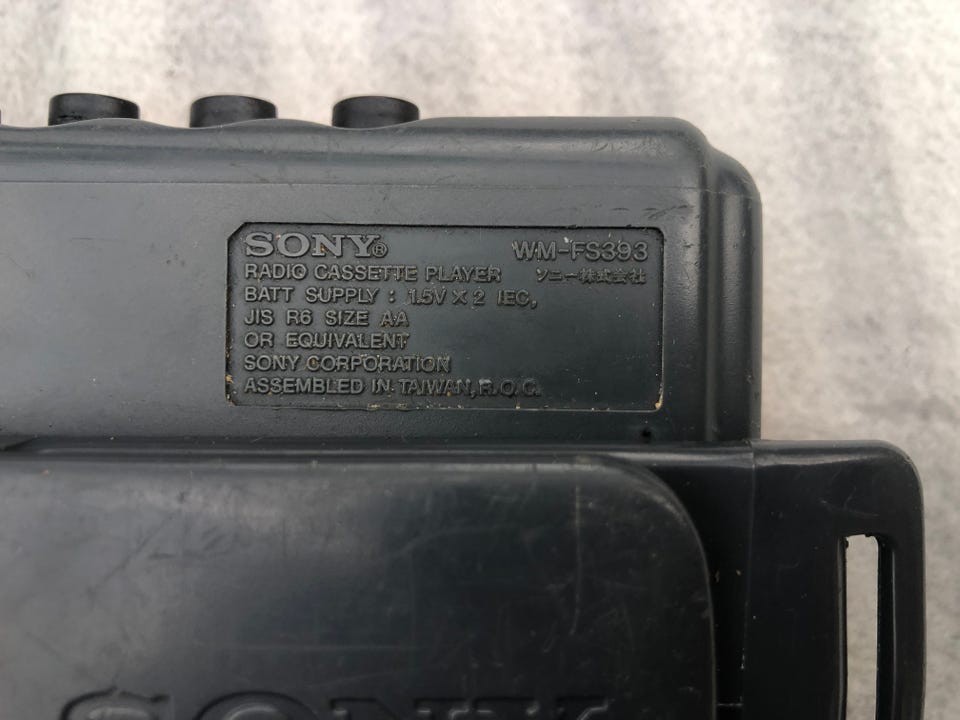 SONY® WM-FS393
RADIO CASSETTE PLAYER ソニー株式会社
BATT SUPPLY : 1.5V X 2 IEC,
JIS R6 SIZE AA
OR EQUIVALENT
SONY CORPORATION
ASSEMBLED IN TAIWAN, R.O.C.
SONY